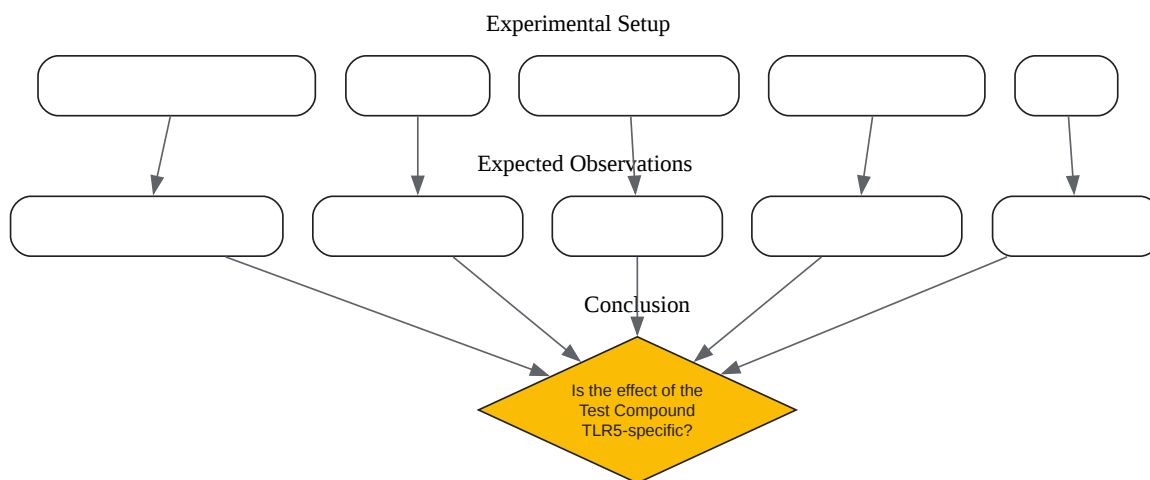 Experimental Setup
Expected Observations
Conclusion
Is the effect of the
Test Compound
TLR5-specific?